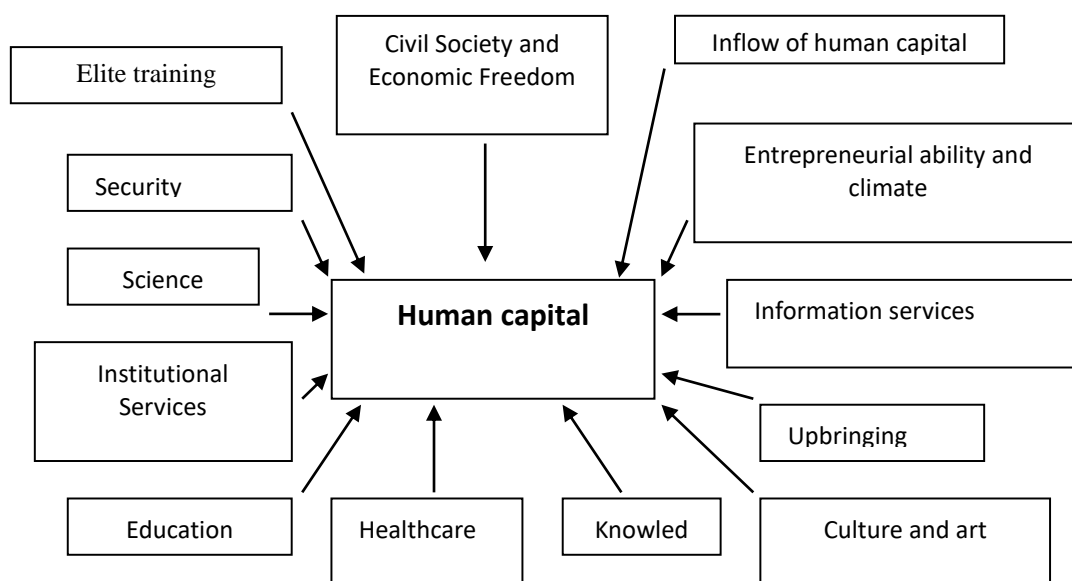 Civil Society and
Economic Freedom
Inflow of human capital
Elite training
Entrepreneurial ability and
climate
Security
Science
Human capital
Information services
Institutional
Services
Upbringing
Education
Healthcare
Knowled
Culture and art